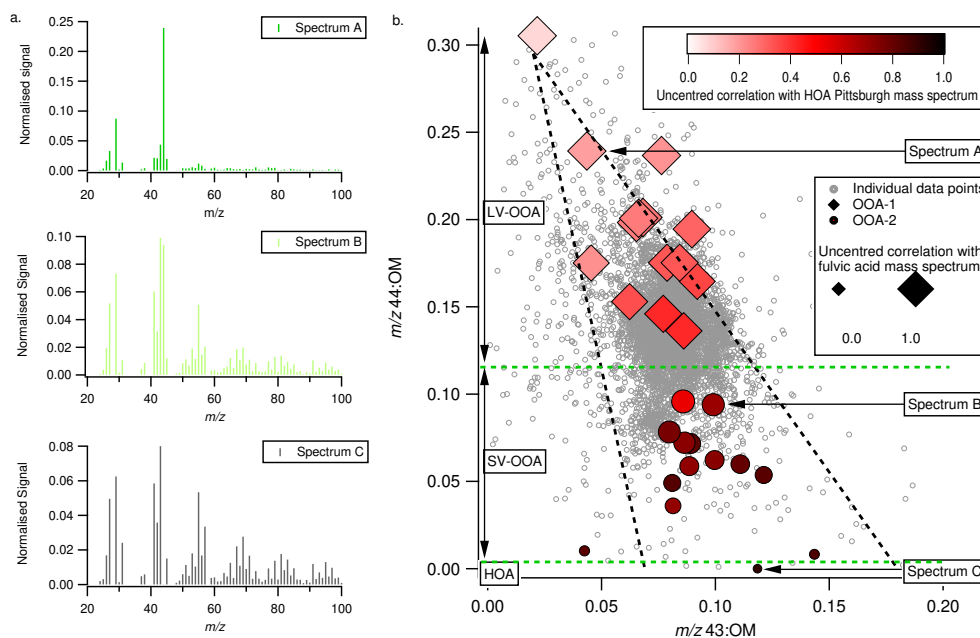 a.
Spectrum A
Normalised signal
0.25
0.20
0.15
0.10
0.05
0.00
20
40
60
80
100
m/z
Spectrum B
Normalised Signal
0.10
0.08
0.06
0.04
0.02
0.00
20
40
60
80
100
m/z
Spectrum C
Normalised Signal
0.08
0.06
0.04
0.02
0.00
20
40
60
80
100
m/z
b.
m/z 44:OM
0.30
0.25
0.20
0.15
0.10
0.05
0.00
0.00
0.05
0.10
0.15
0.20
m/z 43:OM
LV-OOA
SV-OOA
HOA
0.0
0.2
0.4
0.6
0.8
1.0
Uncentred correlation with HOA Pittsburgh mass spectrum
Spectrum A
Individual data points
OOA-1
OOA-2
Uncentred correlation with
fulvic acid mass spectrum
0.0
1.0
Spectrum B
Spectrum C